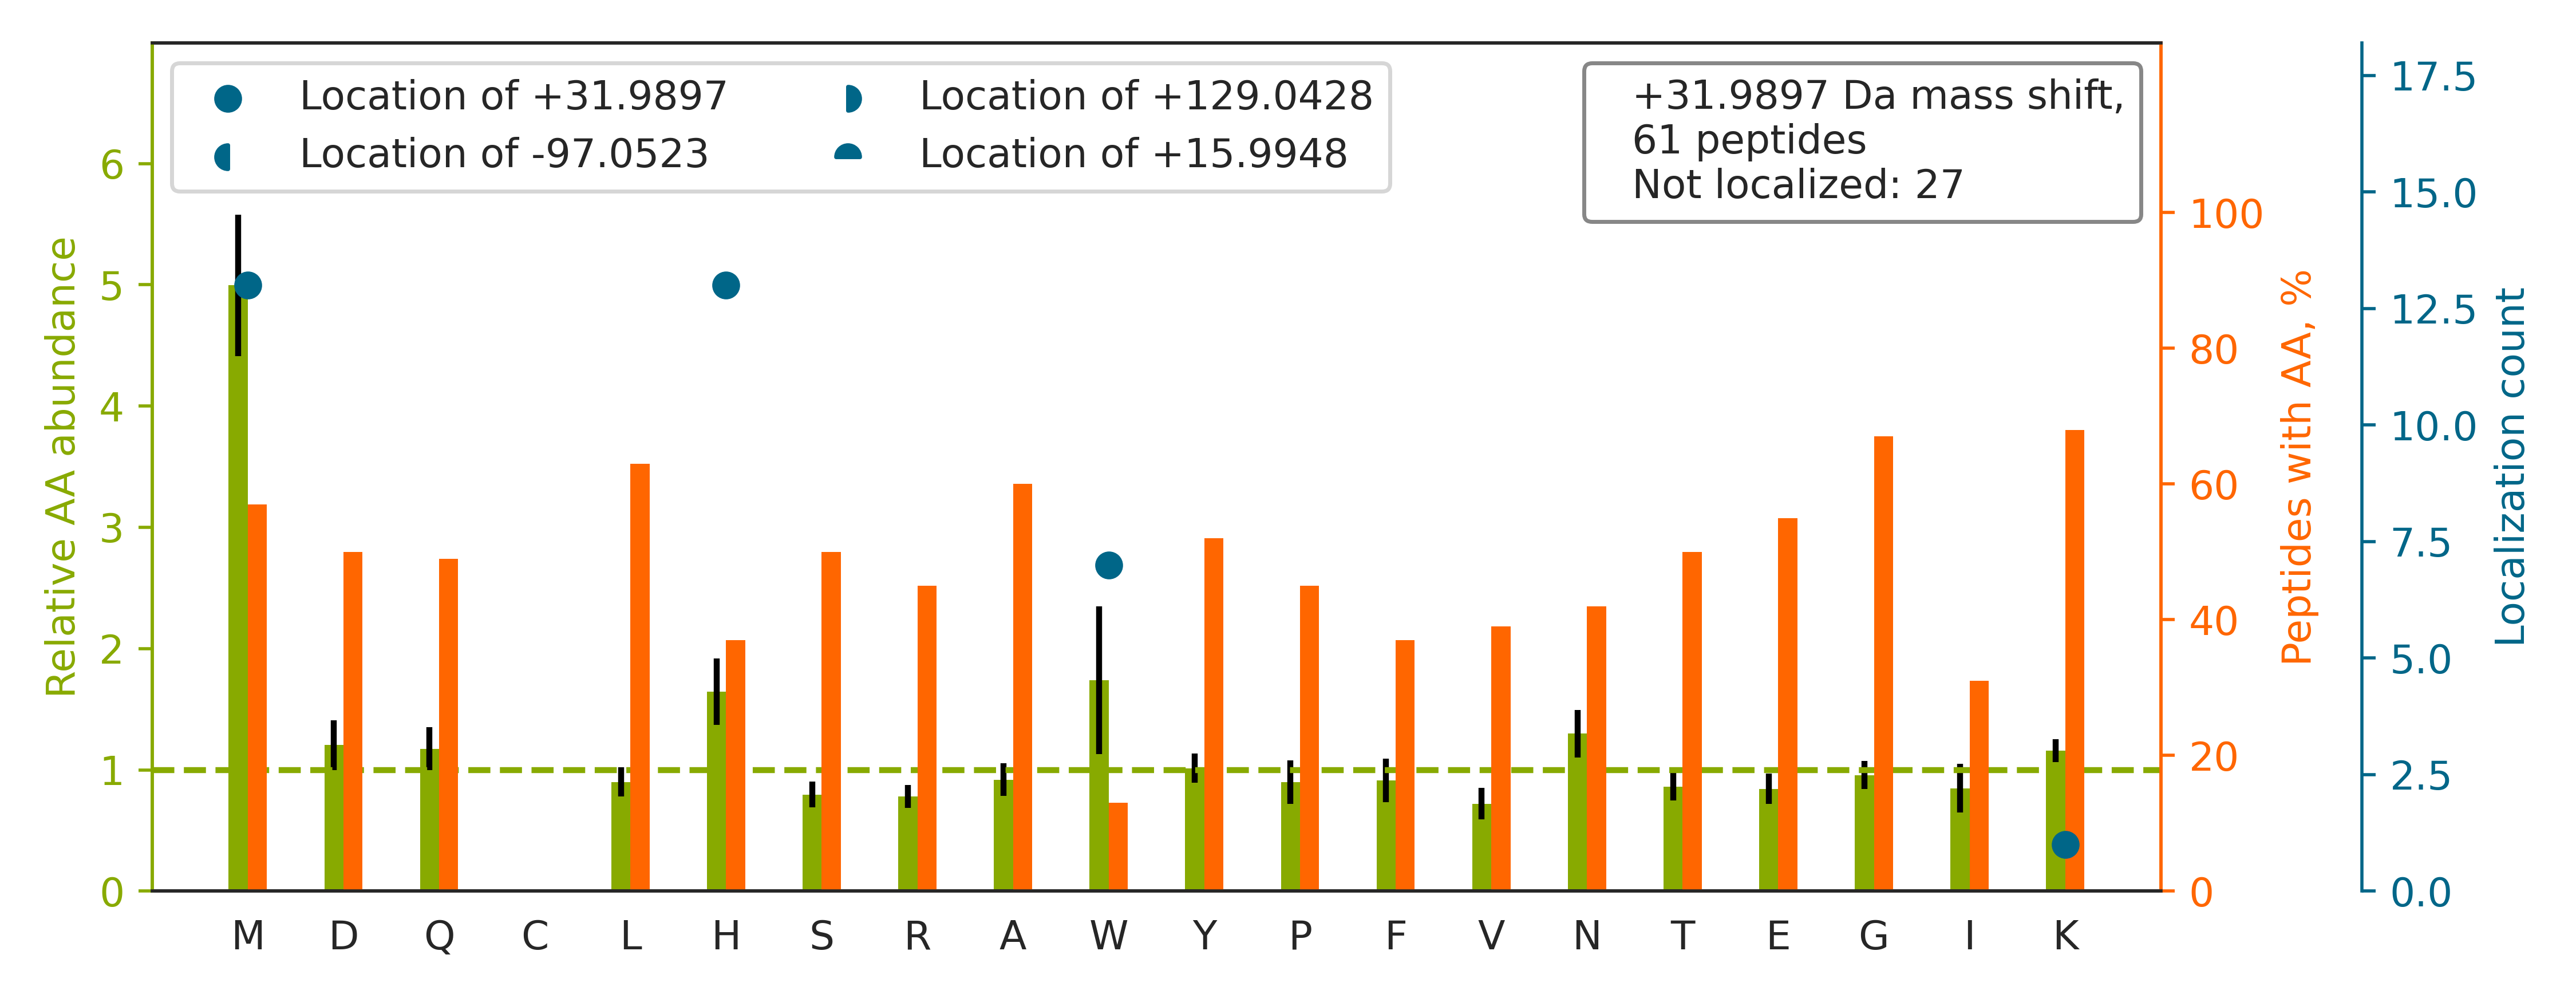 Location of +31.9897
Location of -97.0523
Location of +129.0428
Location of +15.9948
+31.9897 Da mass shift,
61 peptides
Not localized: 27
Relative AA abundance
6
5
4
3
2
1
0
M D Q C L H S R A W Y P F V N T E G I K
100
80
60
40
20
0
Peptides with AA, %
17.5
15.0
12.5
10.0
7.5
5.0
2.5
0.0
Localization count